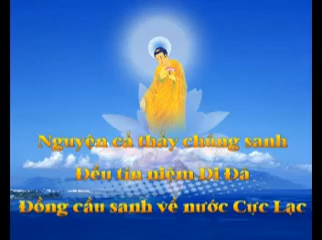 Nguyện cả thảy chúng sanh
Đều tin niệm Di Đà
Đồng cầu sanh về nước Cực Lạc